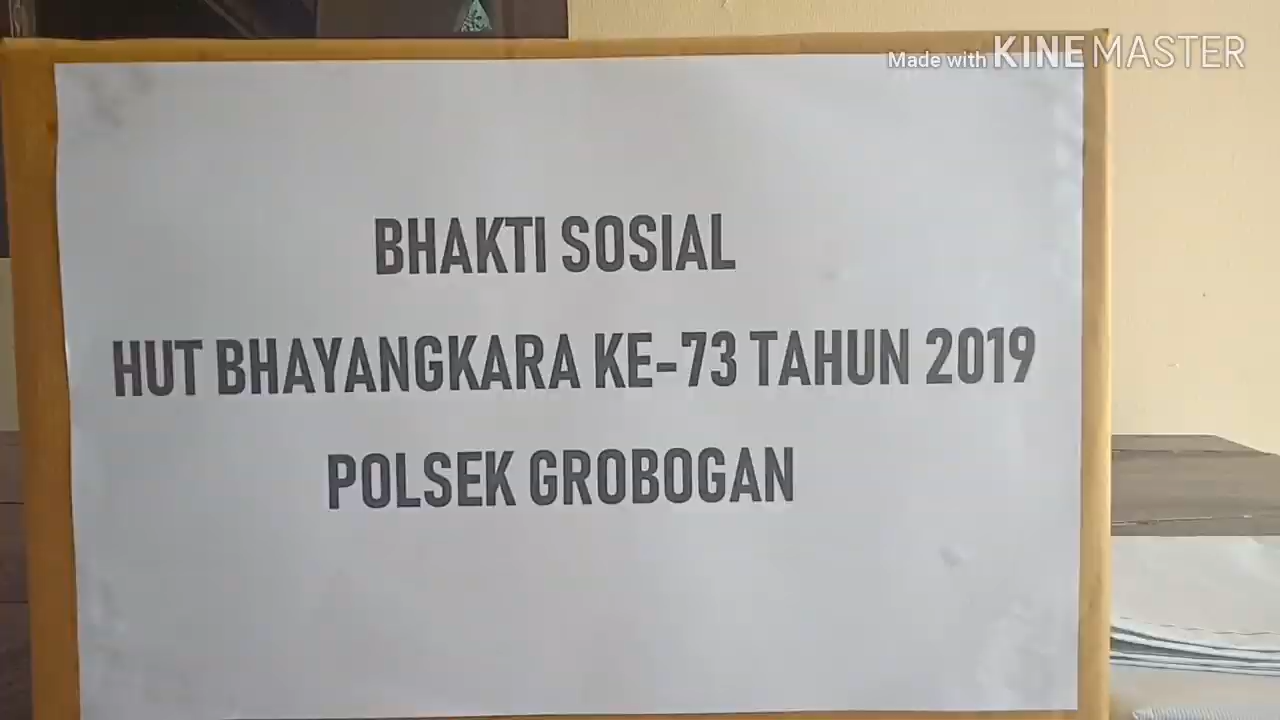 Made with KINEMASTER
BHAKTI SOSIAL
HUT BHAYANGKARA KE-73 TAHUN 2019
POLSEK GROBOGAN